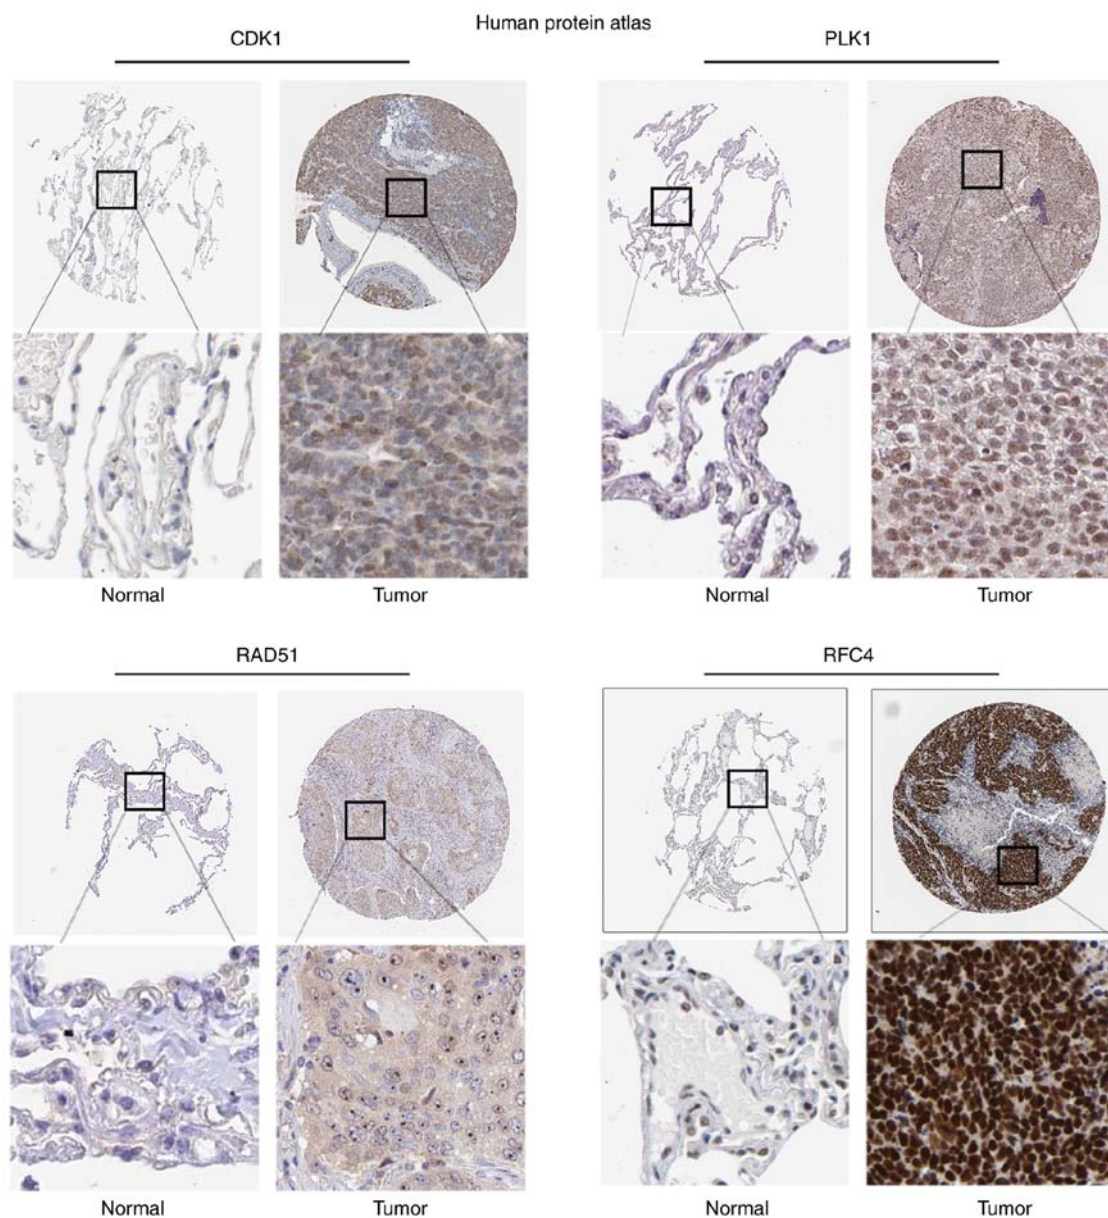 Human protein atlas
CDK1
PLK1
Normal
Tumor
Normal
Tumor
RAD51
RFC4
Normal
Tumor
Normal
Tumor